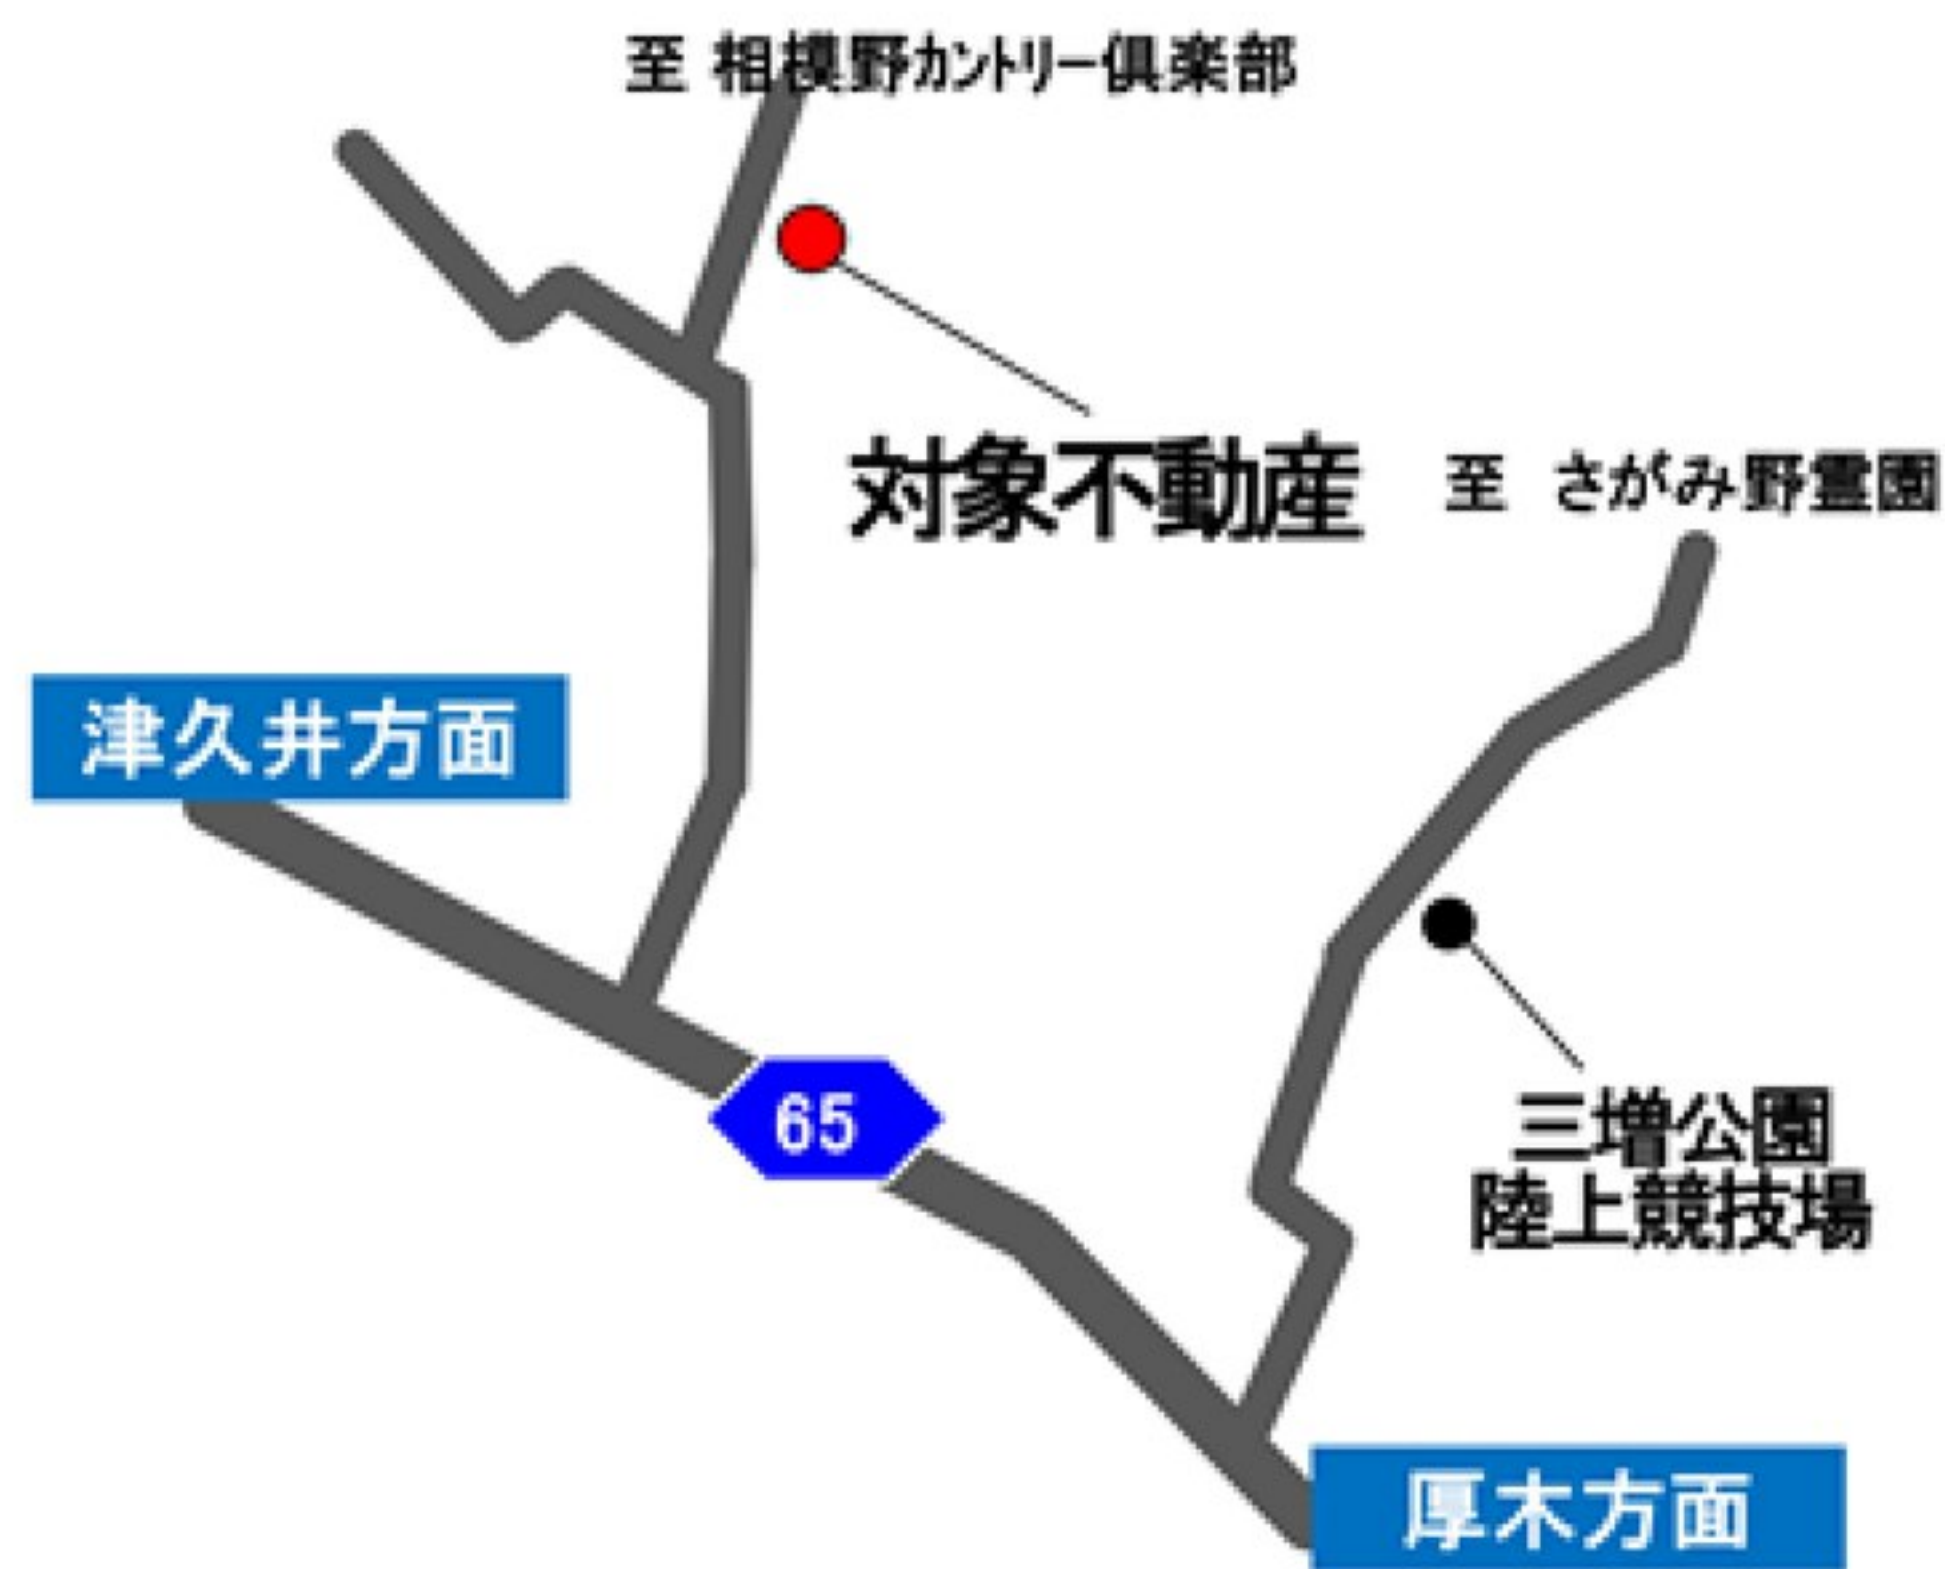 至 相模野ｶﾝﾄﾘｰ倶楽部
対象不動産
至 さがみ野霊園
津久井方面
65
三増公園
陸上競技場
厚木方面